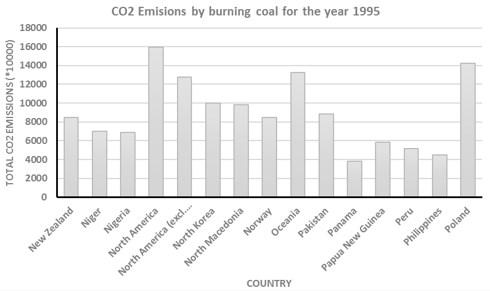 CO2 Emisions by burning coal for the year 1995
TOTAL CO2 EMISSIONS (*10000)
18000
16000
14000
12000
10000
8000
6000
4000
2000
0
New Zealand
Niger
Nigeria
North America
North America (excl....
North Korea
North Macedonia
Norway
Oceania
Pakistan
Panama
Papua New Guinea
Peru
Philippines
Poland
COUNTRY